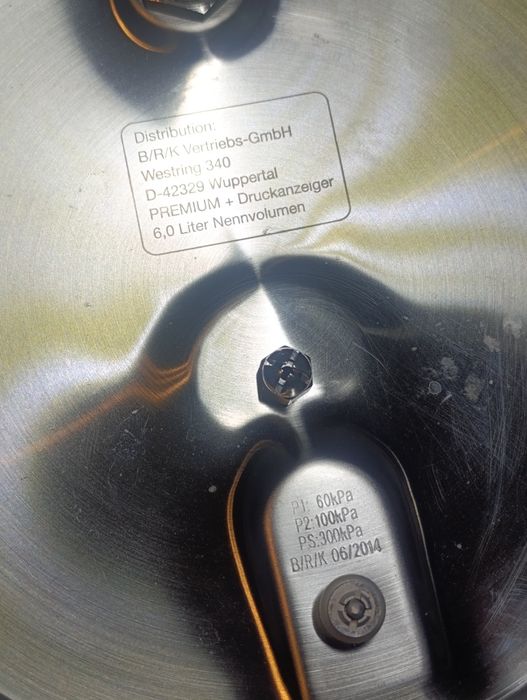 Distribution:
B/R/K Vertriebs-GmbH
Westring 340
D-42329 Wuppertal
PREMIUM + Druckanzeiger
6,0 Liter Nennvolumen
P1: 60kPa
P2:100kPa
PS:300kPa
B/R/K 06/2014